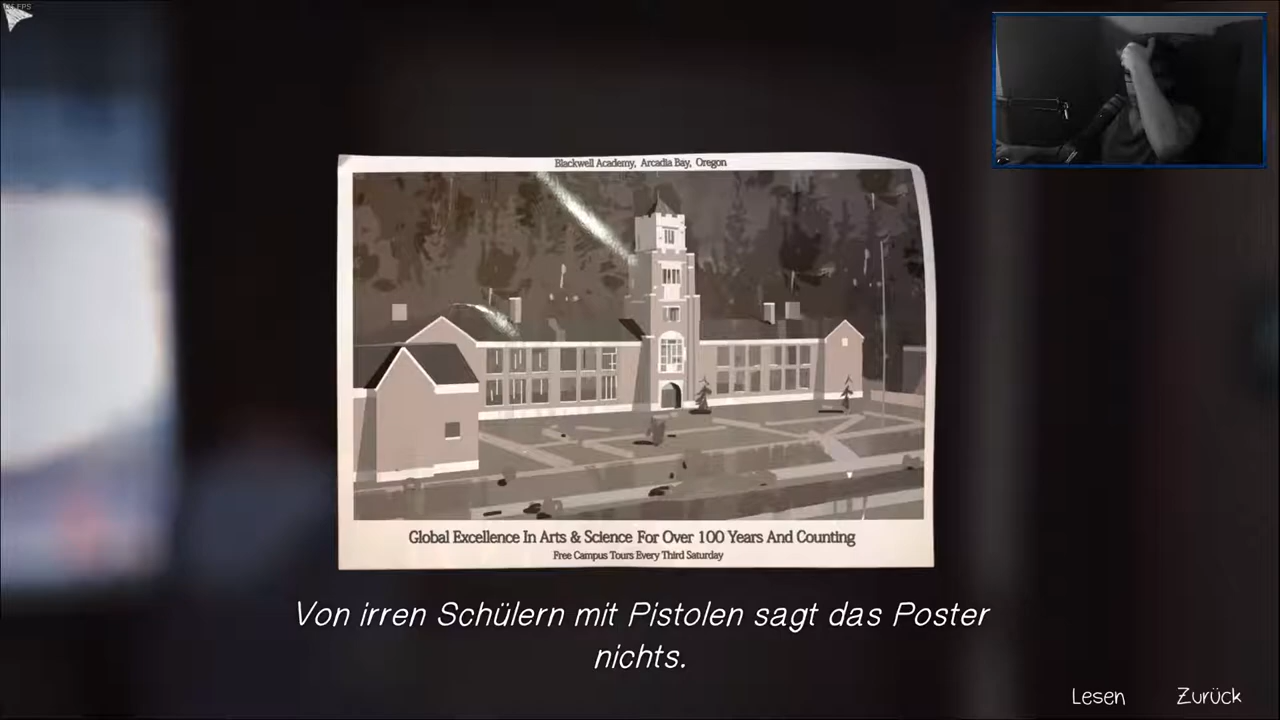 FPS
Blackwell Academy, Arcadia Bay, Oregon
Global Excellence In Arts & Science For Over 100 Years And Counting
Free Campus Tours Every Third Saturday
Von irren Schülern mit Pistolen sagt das Poster
nichts.
Lesen Zurück